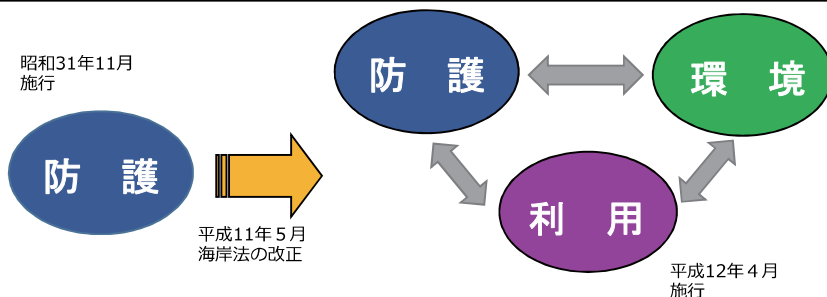 昭和31年11月
施行
防　護
平成11年５月
海岸法の改正
防　護
環　境
利　用
平成12年４月
施行